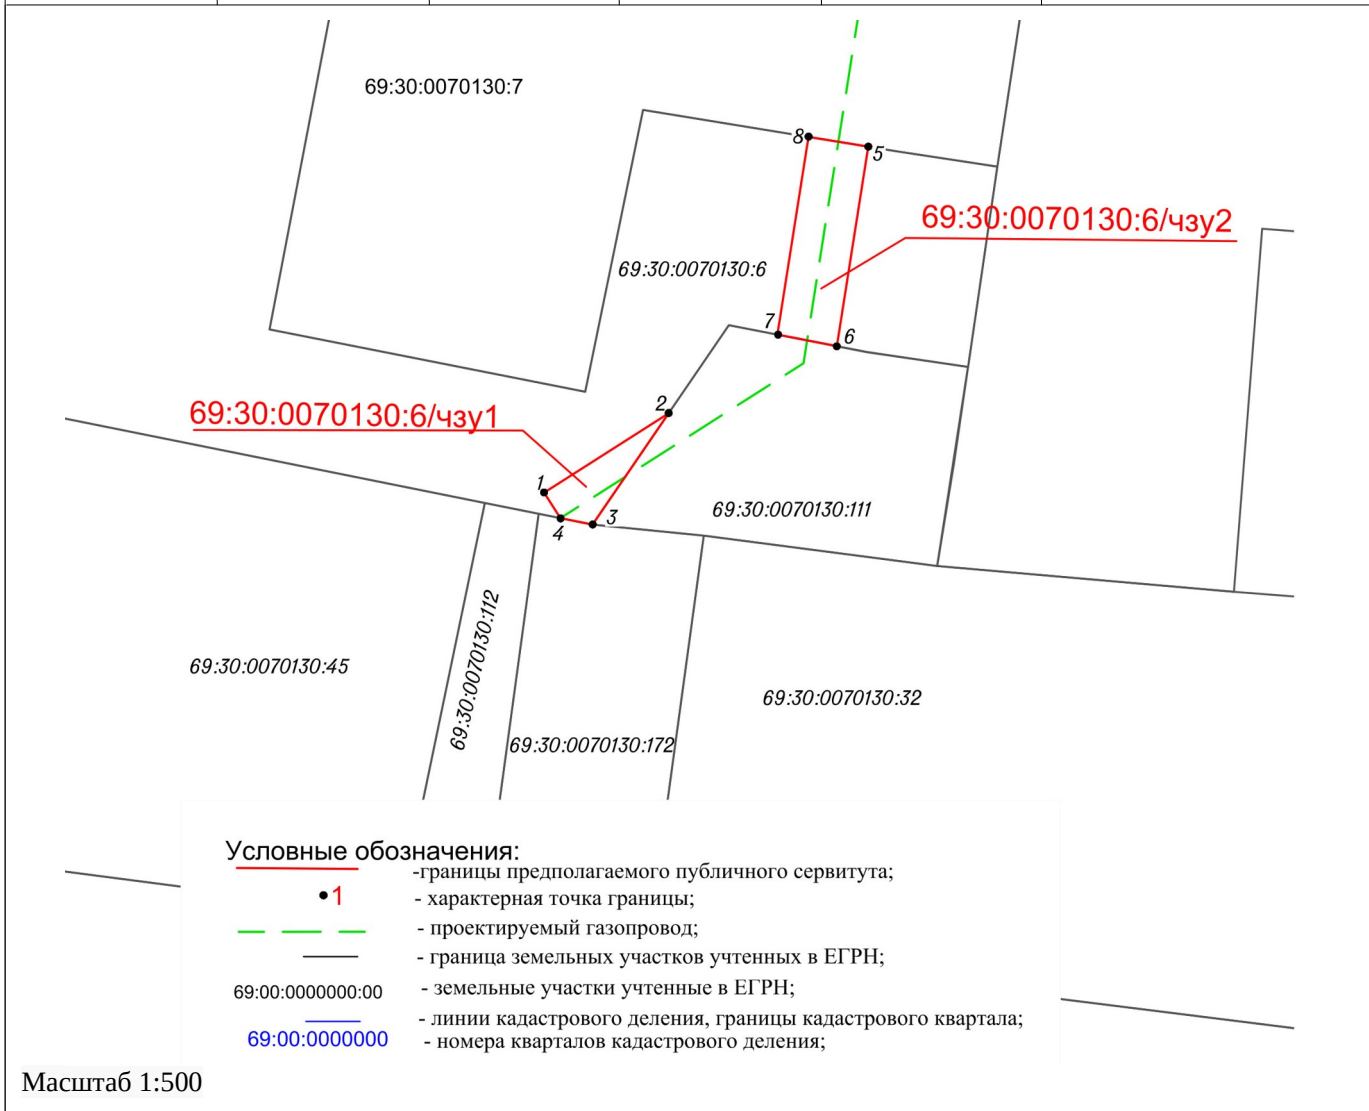 69:30:0070130:7
8
5
69:30:0070130:6/чзу2
69:30:0070130:6
7
6
2
69:30:0070130:6/чзу1
1
69:30:0070130:111
3
4
69:30:0070130:112
69:30:0070130:45
69:30:0070130:32
69:30:0070130:172
Условные обозначения:
-границы предполагаемого публичного сервитута;
1 - характерная точка границы;
- проектируемый газопровод;
- граница земельных участков учтенных в ЕГРН;
69:00:0000000:00 - земельные участки учтенные в ЕГРН;
- линии кадастрового деления, границы кадастрового квартала;
69:00:0000000 - номера кварталов кадастрового деления;
Масштаб 1:500